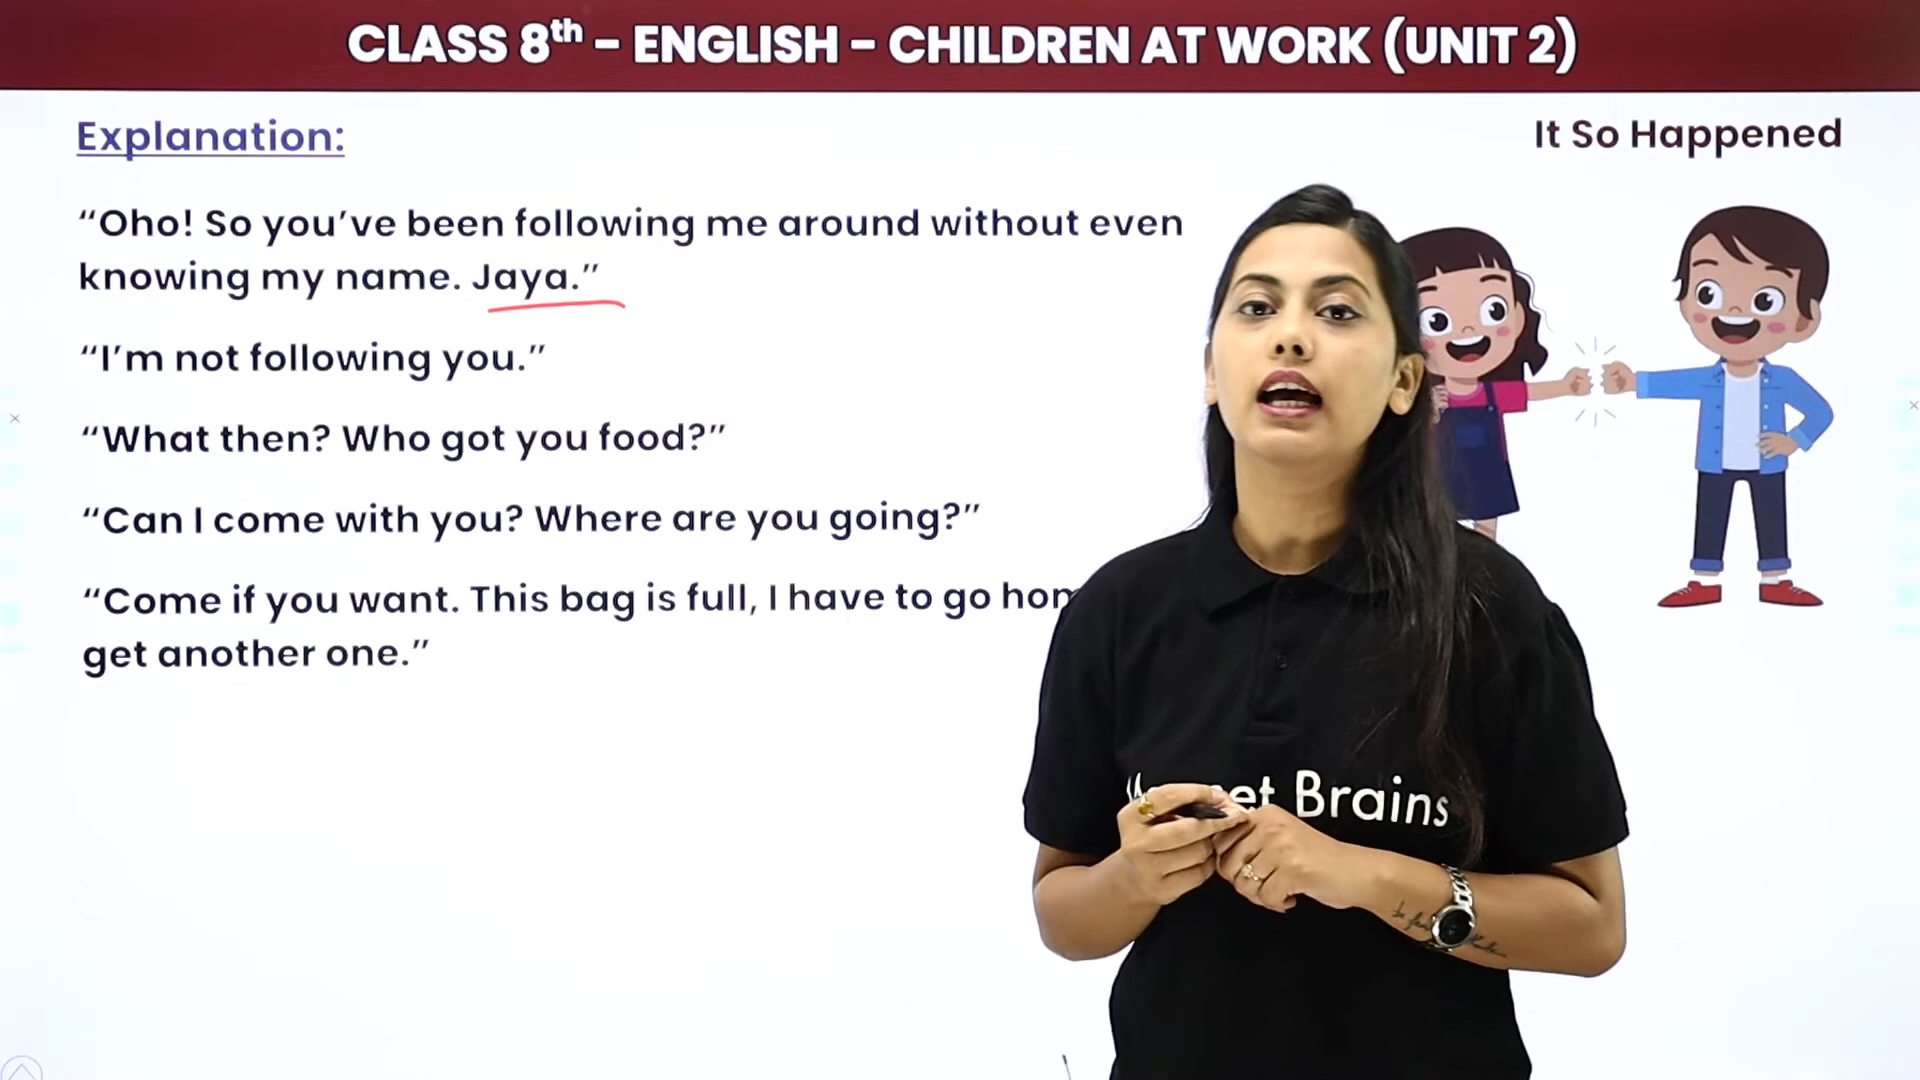 CLASS 8th – ENGLISH – CHILDREN AT WORK (UNIT 2)
Explanation:
It So Happened
“Oho! So you’ve been following me around without even
knowing my name. Jaya.”
“I’m not following you.”
“What then? Who got you food?”
“Can I come with you? Where are you going?”
“Come if you want. This bag is full, I have to go
get another one.”
Brains